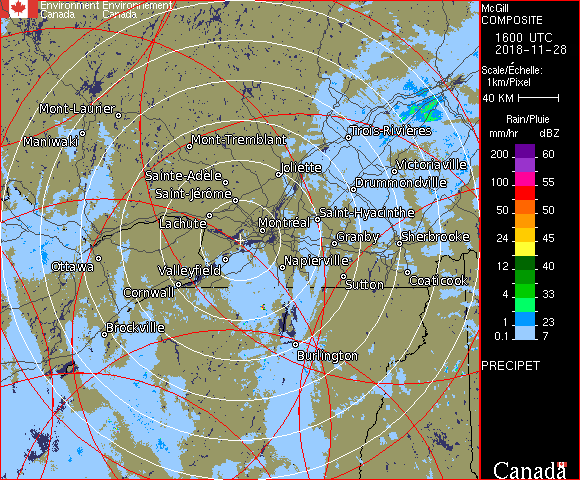 Environment Environnement
Canada Canada
McGill
COMPOSITE
1600 UTC
2018-11-28
Scale/Échelle:
1km/Pixel
40 KM
Rain/Pluie
mm/hr dBZ
200 60
100 55
50 50
24 45
12 40
4 33
1 23
0.1 7
PRECIPET
Canada
Mont-Laurier
Maniwaki
Mont-Tremblant
Trois-Rivières
Joliette
Victoriaville
Sainte-Adèle
Drummondville
Saint-Jérôme
Saint-Hyacinthe
Lachute
Montréal
Granby
Sherbrooke
Ottawa
Valleyfield
Napierville
Coaticook
Sutton
Cornwall
Brockville
Burlington